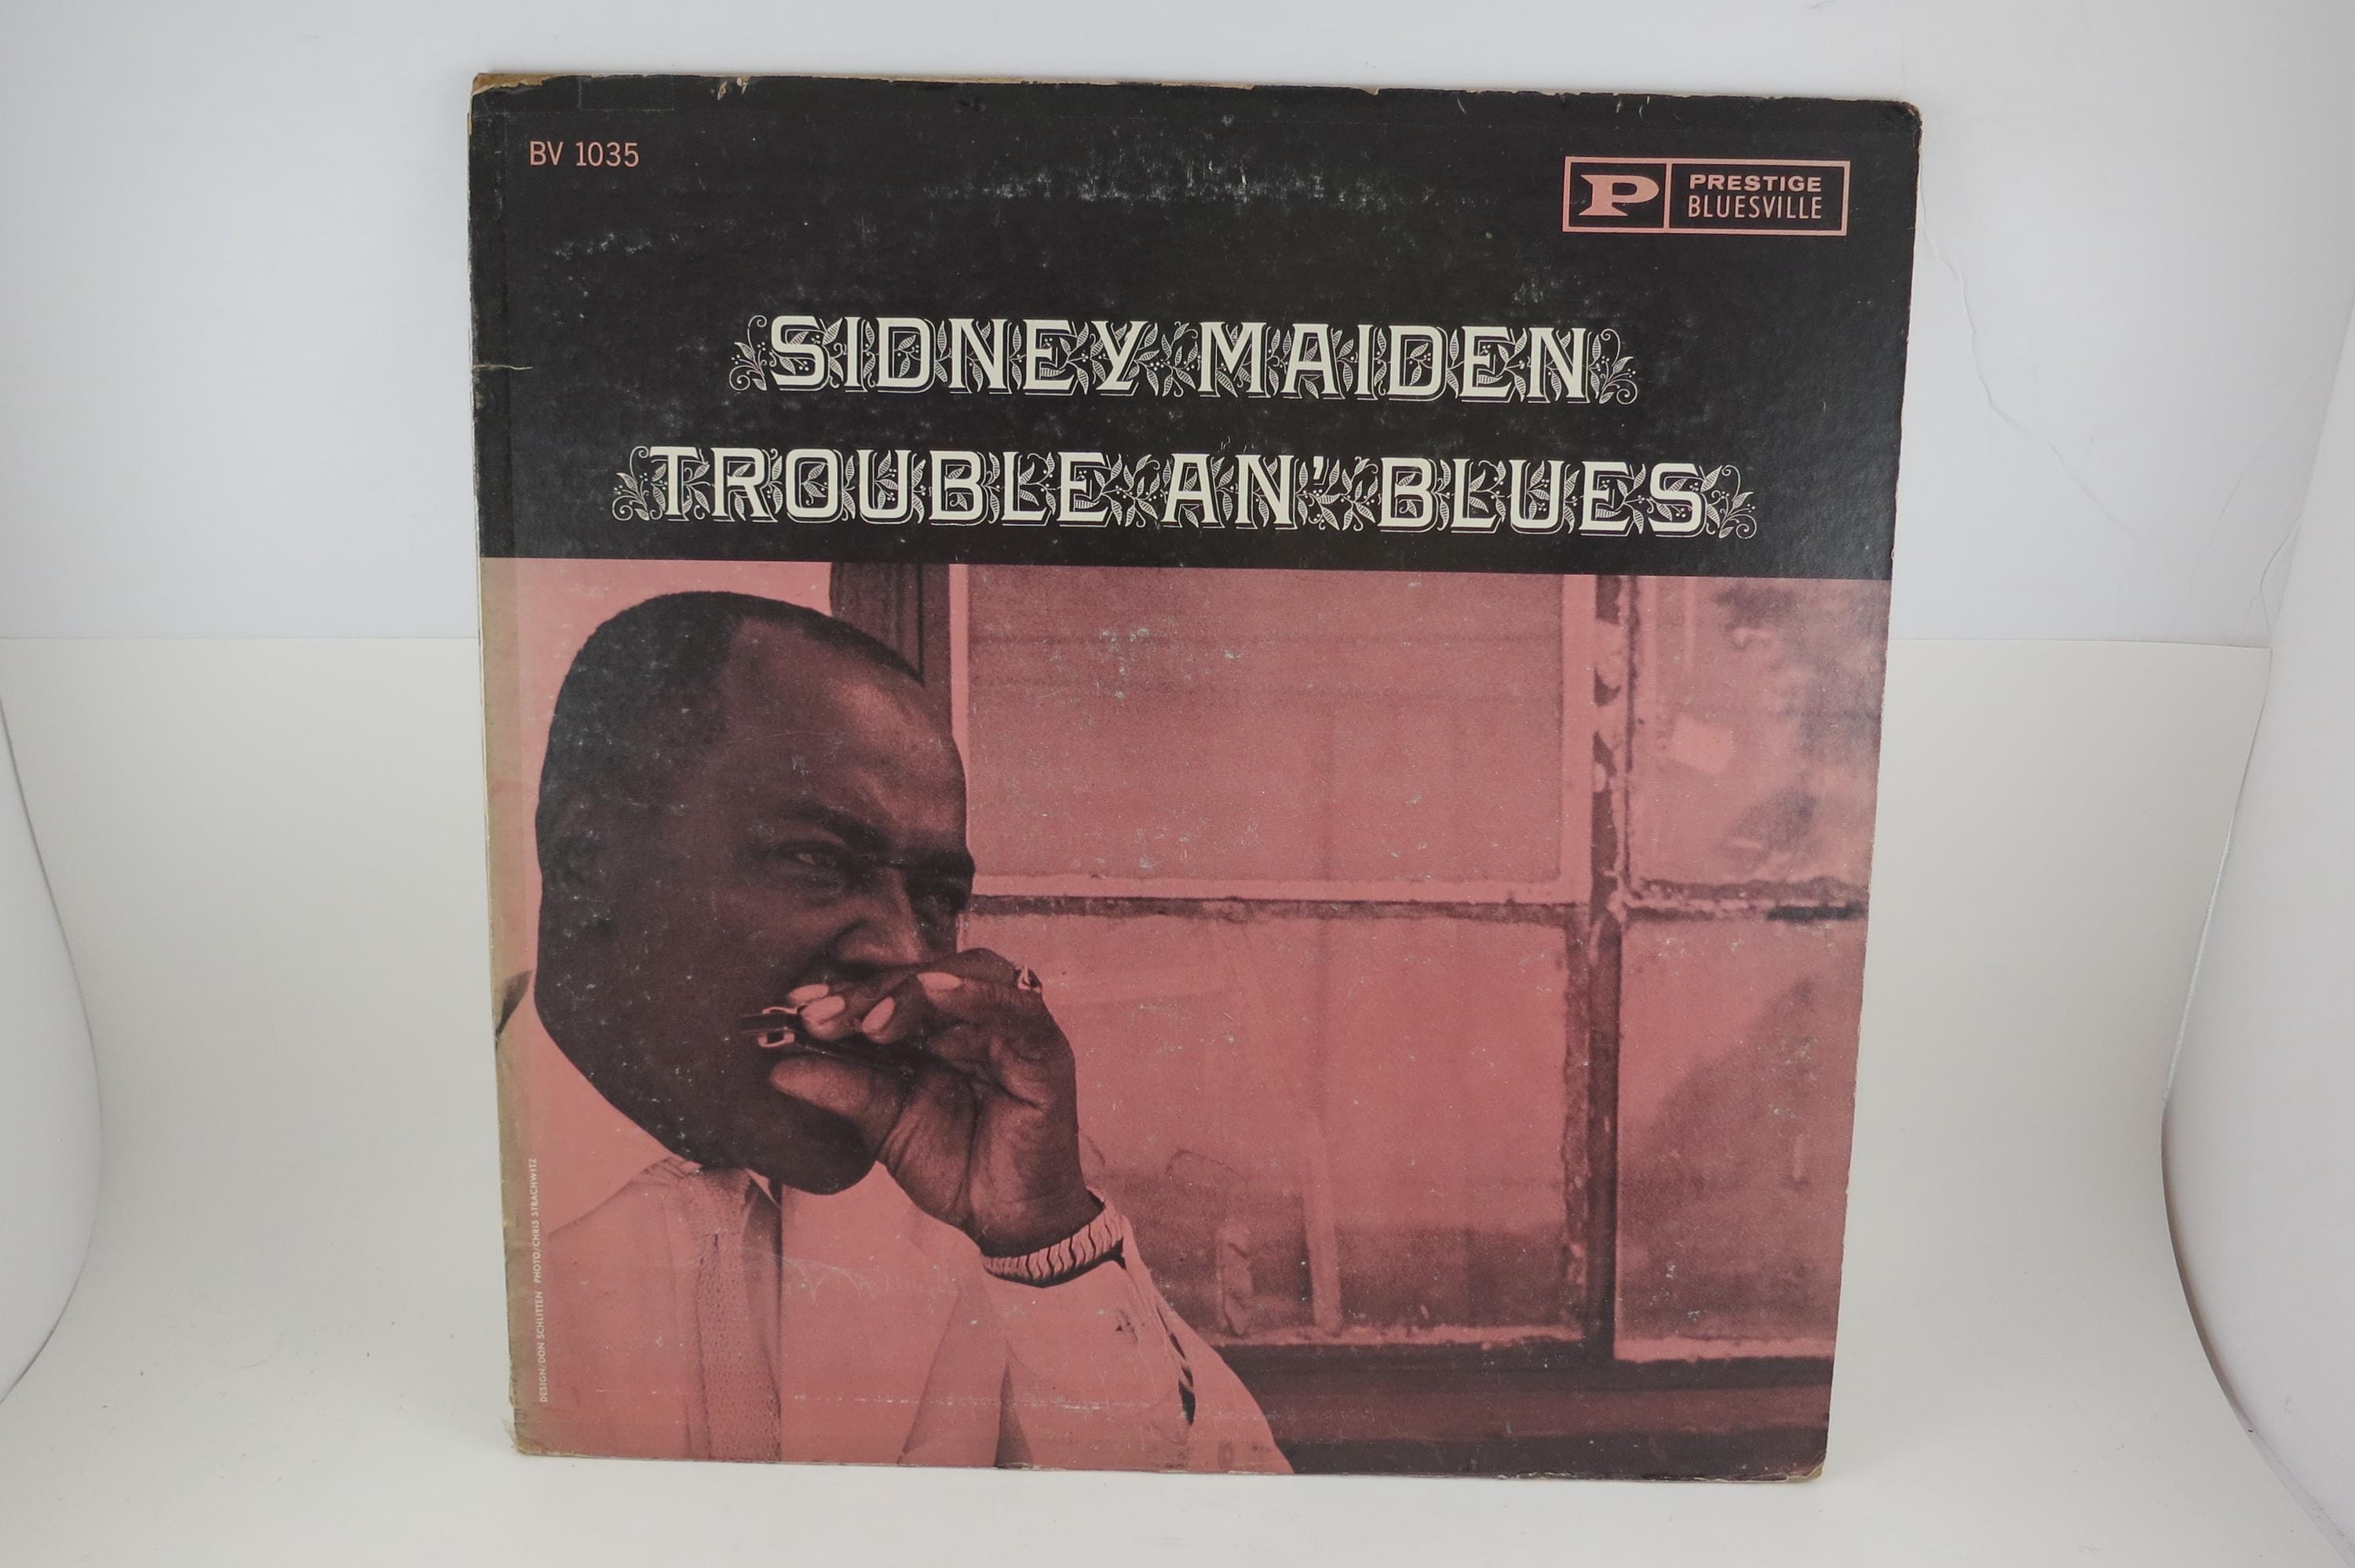 BV 1035
P PRESTIGE
BLUESVILLE
SIDNEY MAIDEN
TROUBLE AN' BLUES
DESIGN/DON SCHLITTEN PHOTO/CHRIS STRACHWITZ